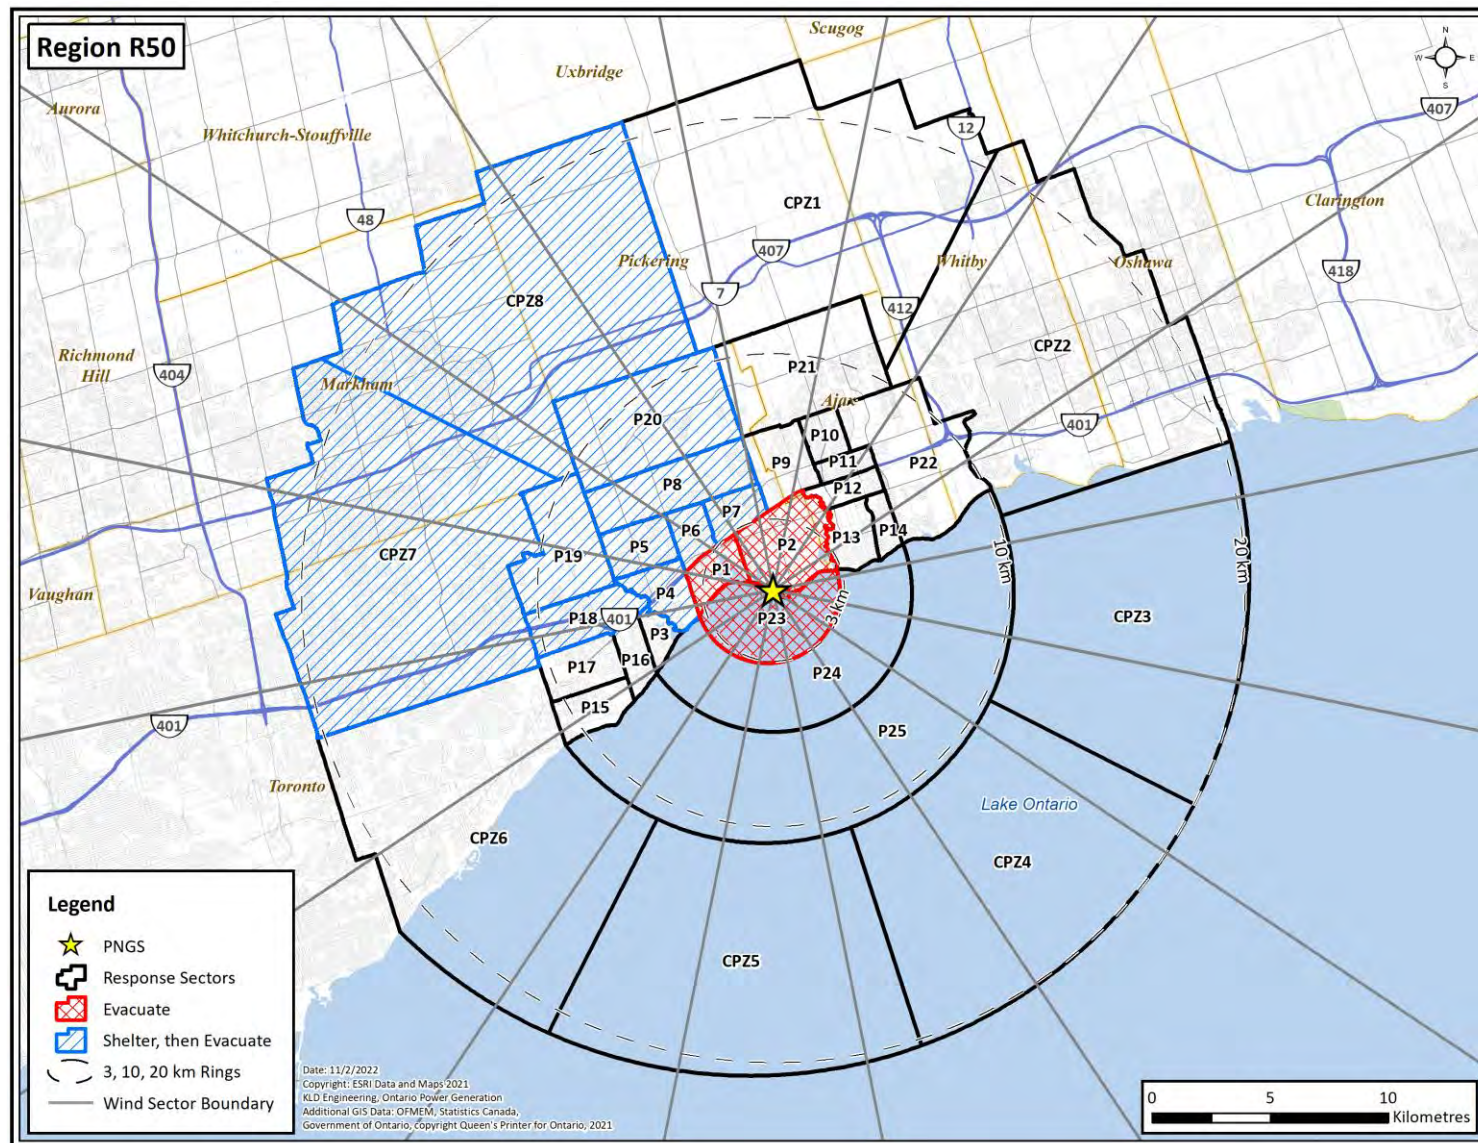 Region R50
Scugog
Uxbridge
N
W
E
S
Aurora
Whitchurch-Stouffville
12
407
48
CPZ1
Clarington
407
Pickering
Whitby
Oshawa
418
7
CPZ8
412
Richmond
Hill
404
Markham
P21
CPZ2
Ajax
P20
P10
401
P9
P11
P22
P8
P12
P7
P6
P13
P14
P5
P2
CPZ7
P19
P1
10 km
20 km
Vaughan
P4
3 km
P18
401
P23
CPZ3
P3
P16
P17
P24
P15
401
P25
Toronto
Lake Ontario
CPZ6
CPZ4
CPZ5
Legend
PNGS
Response Sectors
Evacuate
Shelter, then Evacuate
3, 10, 20 km Rings
Wind Sector Boundary
Date: 11/2/2022
Copyright: ESRI Data and Maps 2021
KLD Engineering, Ontario Power Generation
Additional GIS Data: OFMEM, Statistics Canada,
Government of Ontario, copyright Queen's Printer for Ontario, 2021
0 5 10
Kilometres